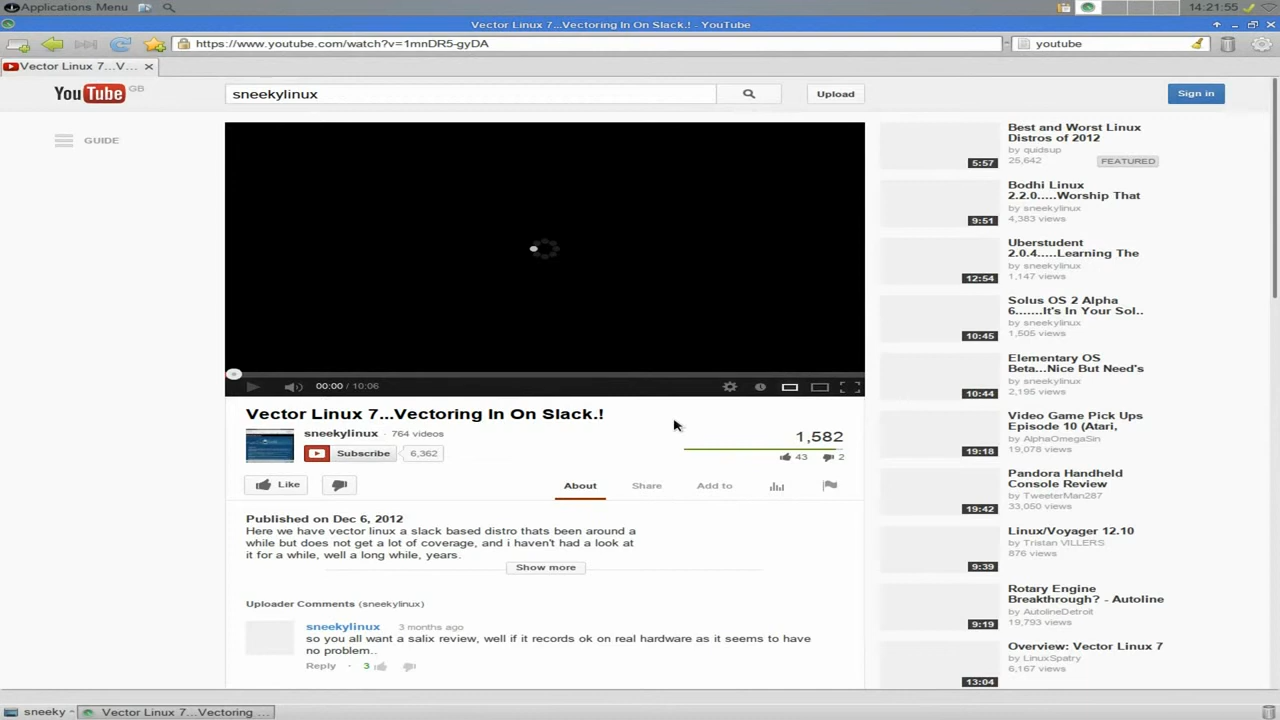 Applications Menu
14:21:55
Vector Linux 7...Vectoring In On Slack.! - YouTube
https://www.youtube.com/watch?v=1mnDR5-gyDA
youtube
Vector Linux 7...V...
YouTube GB
sneekylinux
Upload
Sign in
GUIDE
00:00 / 10:06
Vector Linux 7...Vectoring In On Slack.!
sneekylinux · 764 videos
Subscribe 6,362
1,582
43 2
Like
About
Share
Add to
Published on Dec 6, 2012
Here we have vector linux a slack based distro thats been around a
while but does not get a lot of coverage, and i haven't had a look at
it for a while, well a long while, years.
Show more
Uploader Comments (sneekylinux)
sneekylinux 3 months ago
so you all want a salix review, well if it records ok on real hardware as it seems to have
no problem..
Reply · 3
5:57
Best and Worst Linux
Distros of 2012
by quidsup
25,642
FEATURED
9:51
Bodhi Linux
2.2.0.....Worship That
by sneekylinux
4,383 views
12:54
Uberstudent
2.0.4.....Learning The
by sneekylinux
1,147 views
10:45
Solus OS 2 Alpha
6.......It's In Your Sol..
by sneekylinux
1,505 views
10:44
Elementary OS
Beta...Nice But Need's
by sneekylinux
2,195 views
19:18
Video Game Pick Ups
Episode 10 (Atari,
by AlphaOmegaSin
19,078 views
19:42
Pandora Handheld
Console Review
by TweeterMan287
33,050 views
9:39
Linux/Voyager 12.10
by Tristan VILLERS
876 views
9:19
Rotary Engine
Breakthrough? - Autoline
by AutolineDetroit
19,793 views
13:04
Overview: Vector Linux 7
by LinuxSpatry
6,167 views
sneeky
Vector Linux 7...Vectoring ...